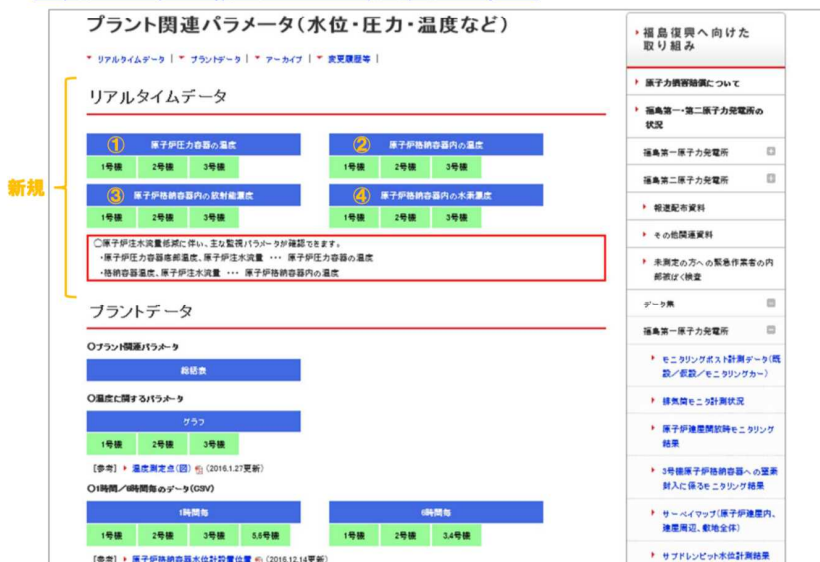 プラント関連パラメータ(水位・圧力・温度など)
リアルタイムデータ | プラントデータ | アーカイブ | 変更履歴等 |
新規
リアルタイムデータ
① 原子炉圧力容器の温度
1号機 2号機 3号機
② 原子炉格納容器内の温度
1号機 2号機 3号機
③ 原子炉格納容器内の放射能濃度
1号機 2号機 3号機
④ 原子炉格納容器内の水素濃度
1号機 2号機 3号機
○原子炉注水流量低減に伴い、主な監視パラメータが確認できます。
・原子炉圧力容器底部温度、原子炉注水流量 ・・・ 原子炉圧力容器の温度
・格納容器温度、原子炉注水流量 ・・・ 原子炉格納容器内の温度
プラントデータ
○プラント関連パラメータ
総括表
○温度に関するパラメータ
グラフ
1号機 2号機 3号機
[参考] 温度測定点(図) (2016.1.27更新)
○1時間/6時間毎のデータ(CSV)
1時間毎
1号機 2号機 3号機 5,6号機
6時間毎
1号機 2号機 3,4号機
[参考] 原子炉格納容器水位計設置位置 (2016.12.14更新)
福島復興へ向けた
取り組み
原子力損害賠償について
福島第一・第二原子力発電所の
状況
福島第一原子力発電所
福島第二原子力発電所
報道配布資料
その他関連資料
未測定の方への緊急作業者の内
部被ばく検査
データ集
福島第一原子力発電所
モニタリングポスト計測データ(既
設/仮設/モニタリングカー)
排気筒モニタ計測状況
原子炉建屋開放時モニタリング
結果
3号機原子炉格納容器への窒素
封入に係るモニタリング結果
サーベイマップ(原子炉建屋内、
建屋周辺、敷地全体)
サブドレンピット水位計測結果